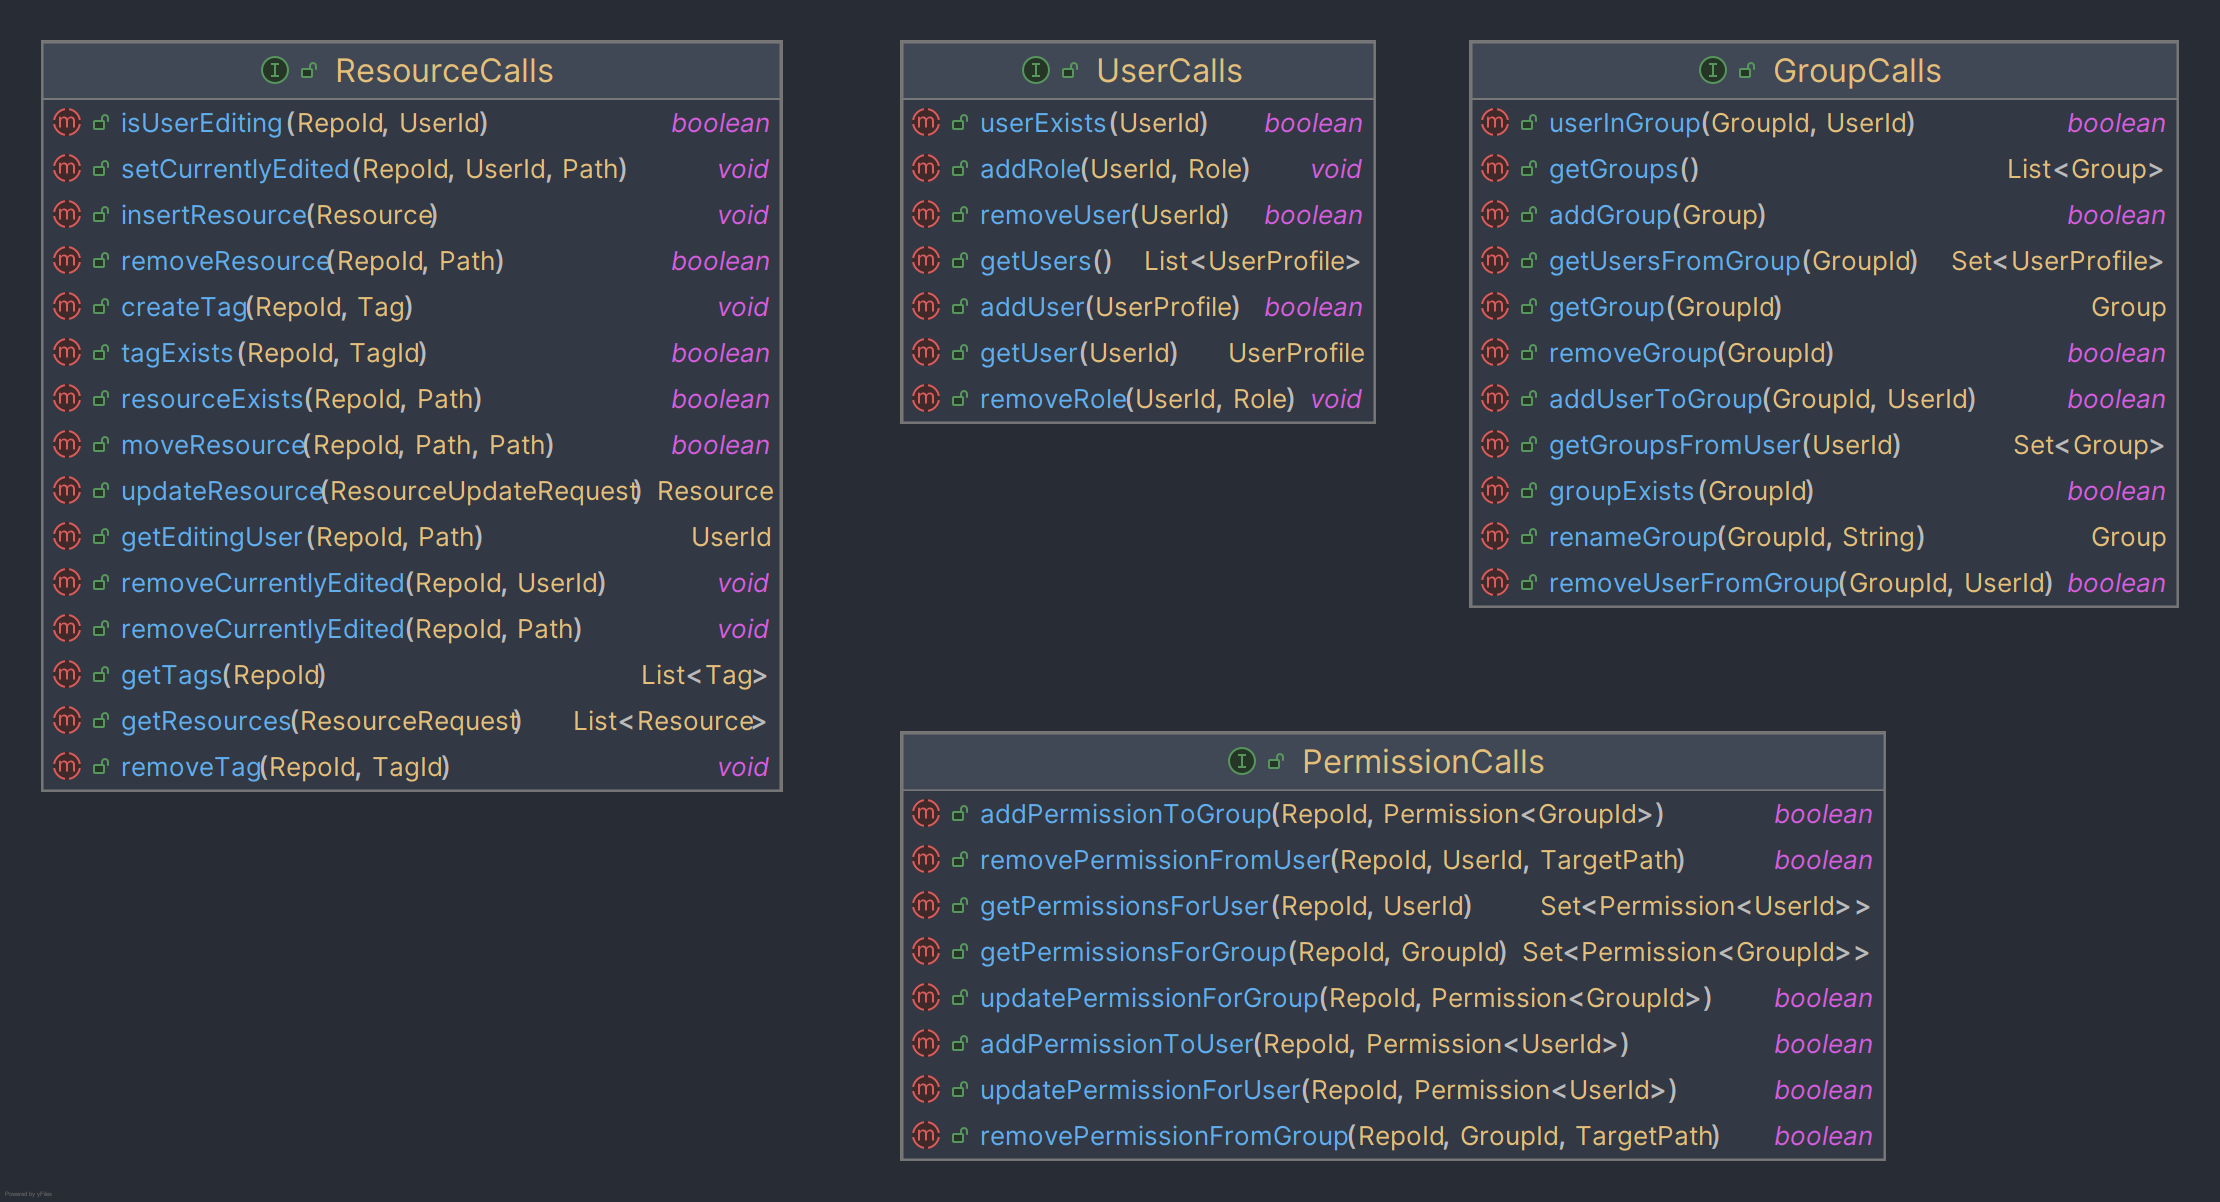 ResourceCalls
isUserEditing(RepoId, UserId) boolean
setCurrentlyEdited(RepoId, UserId, Path) void
insertResource(Resource) void
removeResource(RepoId, Path) boolean
createTag(RepoId, Tag) void
tagExists(RepoId, TagId) boolean
resourceExists(RepoId, Path) boolean
moveResource(RepoId, Path, Path) boolean
updateResource(ResourceUpdateRequest) Resource
getEditingUser(RepoId, Path) UserId
removeCurrentlyEdited(RepoId, UserId) void
removeCurrentlyEdited(RepoId, Path) void
getTags(RepoId) List<Tag>
getResources(ResourceRequest) List<Resource>
removeTag(RepoId, TagId) void
UserCalls
userExists(UserId) boolean
addRole(UserId, Role) void
removeUser(UserId) boolean
getUsers() List<UserProfile>
addUser(UserProfile) boolean
getUser(UserId) UserProfile
removeRole(UserId, Role) void
GroupCalls
userInGroup(GroupId, UserId) boolean
getGroups() List<Group>
addGroup(Group) boolean
getUsersFromGroup(GroupId) Set<UserProfile>
getGroup(GroupId) Group
removeGroup(GroupId) boolean
addUserToGroup(GroupId, UserId) boolean
getGroupsFromUser(UserId) Set<Group>
groupExists(GroupId) boolean
renameGroup(GroupId, String) Group
removeUserFromGroup(GroupId, UserId) boolean
PermissionCalls
addPermissionToGroup(RepoId, Permission<GroupId>) boolean
removePermissionFromUser(RepoId, UserId, TargetPath) boolean
getPermissionsForUser(RepoId, UserId) Set<Permission<UserId>>
getPermissionsForGroup(RepoId, GroupId) Set<Permission<GroupId>>
updatePermissionForGroup(RepoId, Permission<GroupId>) boolean
addPermissionToUser(RepoId, Permission<UserId>) boolean
updatePermissionForUser(RepoId, Permission<UserId>) boolean
removePermissionFromGroup(RepoId, GroupId, TargetPath) boolean
Powered by yFiles